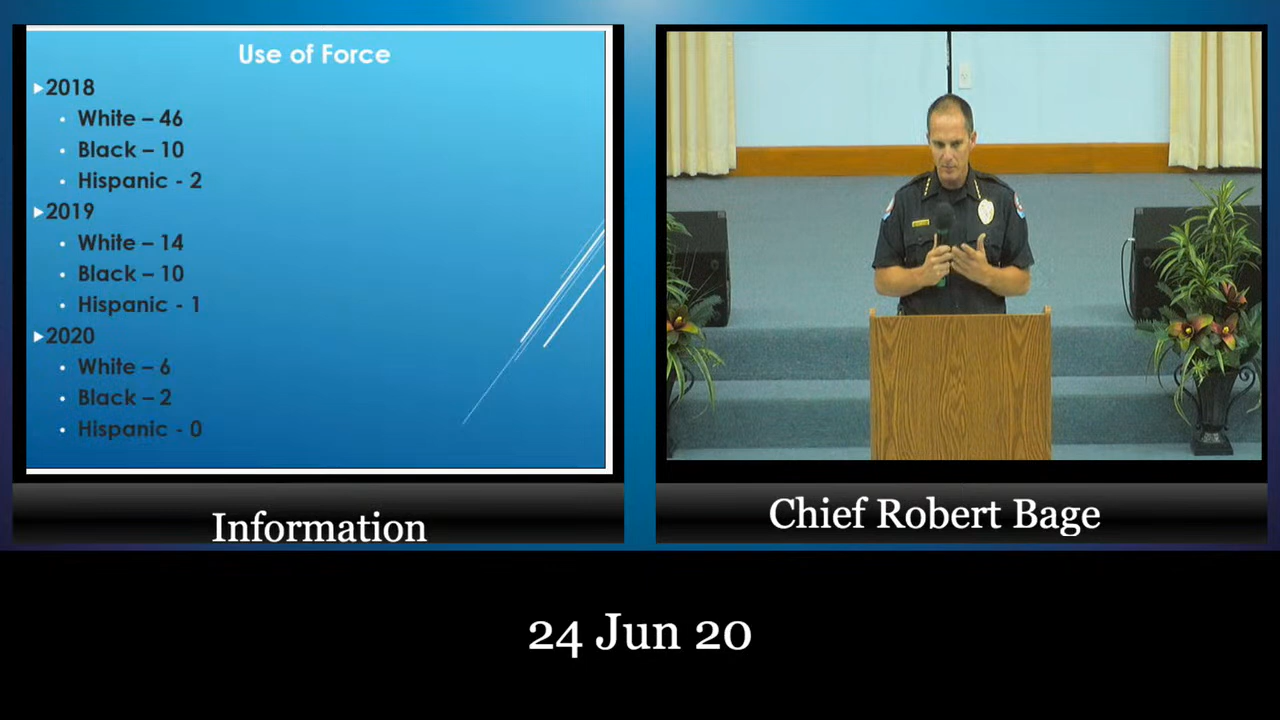 Use of Force
2018
White – 46
Black – 10
Hispanic - 2
2019
White – 14
Black – 10
Hispanic - 1
2020
White – 6
Black – 2
Hispanic - 0
Information
Chief Robert Bage
24 Jun 20